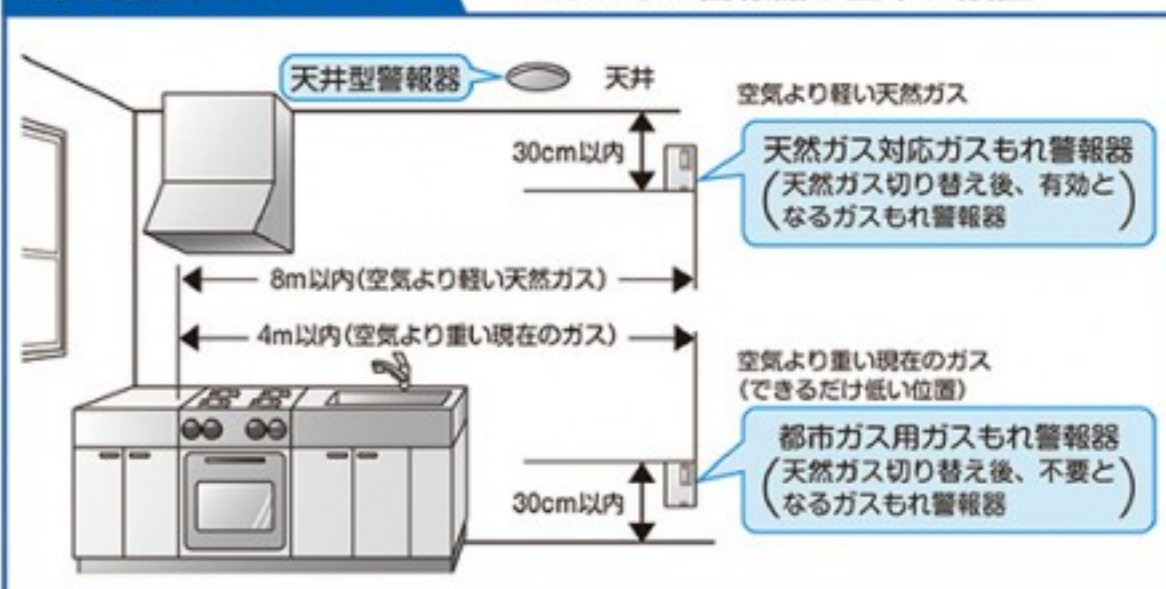 天井型警報器
天井
空気より軽い天然ガス
30cm以内
天然ガス対応ガスもれ警報器
(天然ガス切り替え後、有効と
なるガスもれ警報器)
8m以内(空気より軽い天然ガス)
4m以内(空気より重い現在のガス)
空気より重い現在のガス
(できるだけ低い位置)
都市ガス用ガスもれ警報器
(天然ガス切り替え後、不要と
なるガスもれ警報器)
30cm以内